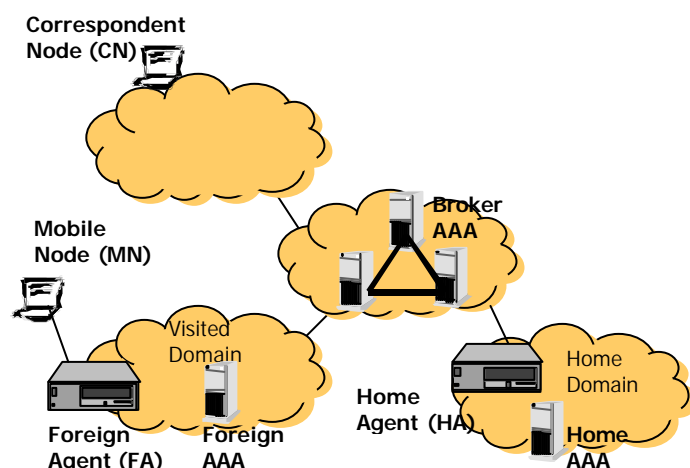 Correspondent
Node (CN)
Broker
AAA
Mobile
Node (MN)
Visited
Domain
Home
Domain
Home
Agent (HA)
Foreign
Agent (FA)
Foreign
AAA
Home
AAA